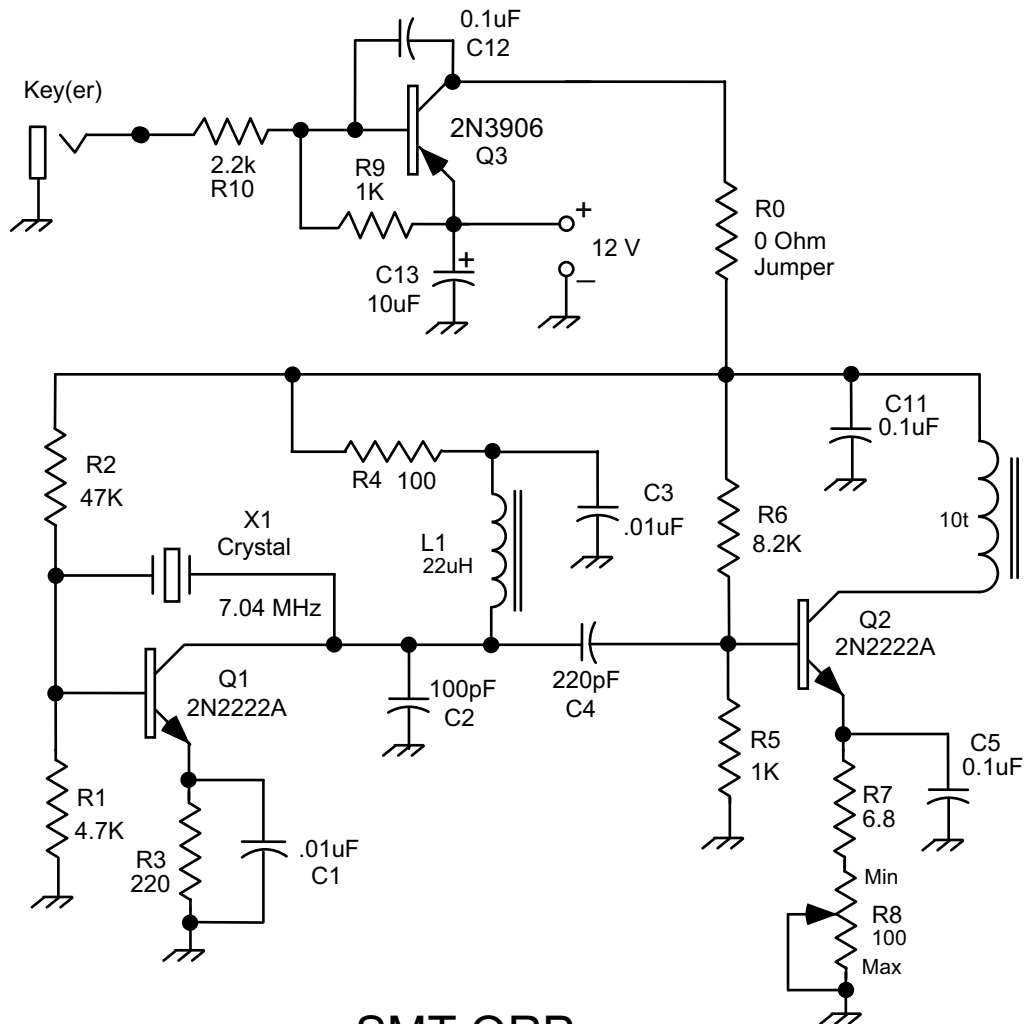 0.1uF
C12
Key(er)
2N3906
Q3
2.2k
R10
R9
1K
+
12 V
–
C13
+
10uF
R0
0 Ohm
Jumper
C11
0.1uF
R2
47K
R4 100
C3
.01uF
X1
Crystal
7.04 MHz
L1
22uH
R6
8.2K
10t
Q2
2N2222A
Q1
2N2222A
100pF
C2
220pF
C4
R5
1K
C5
0.1uF
R1
4.7K
R3
220
.01uF
C1
R7
6.8
Min
R8
100
Max
SMT QRP